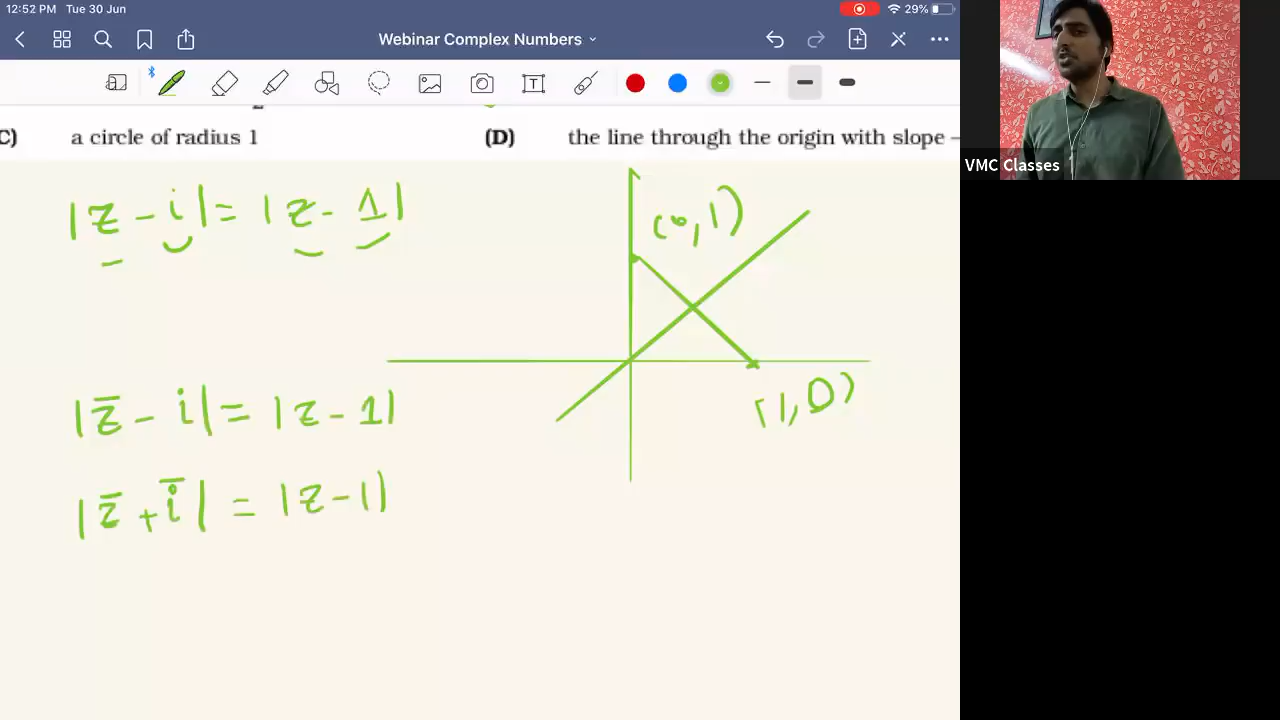 12:52 PM Tue 30 Jun
29%
Webinar Complex Numbers
C) a circle of radius 1
(D) the line through the origin with slope –
|z - i| = |z - 1|
(0,1)
|z̅ - i| = |z - 1|
(1,0)
|z̅ + i̅| = |z - 1|
VMC Classes